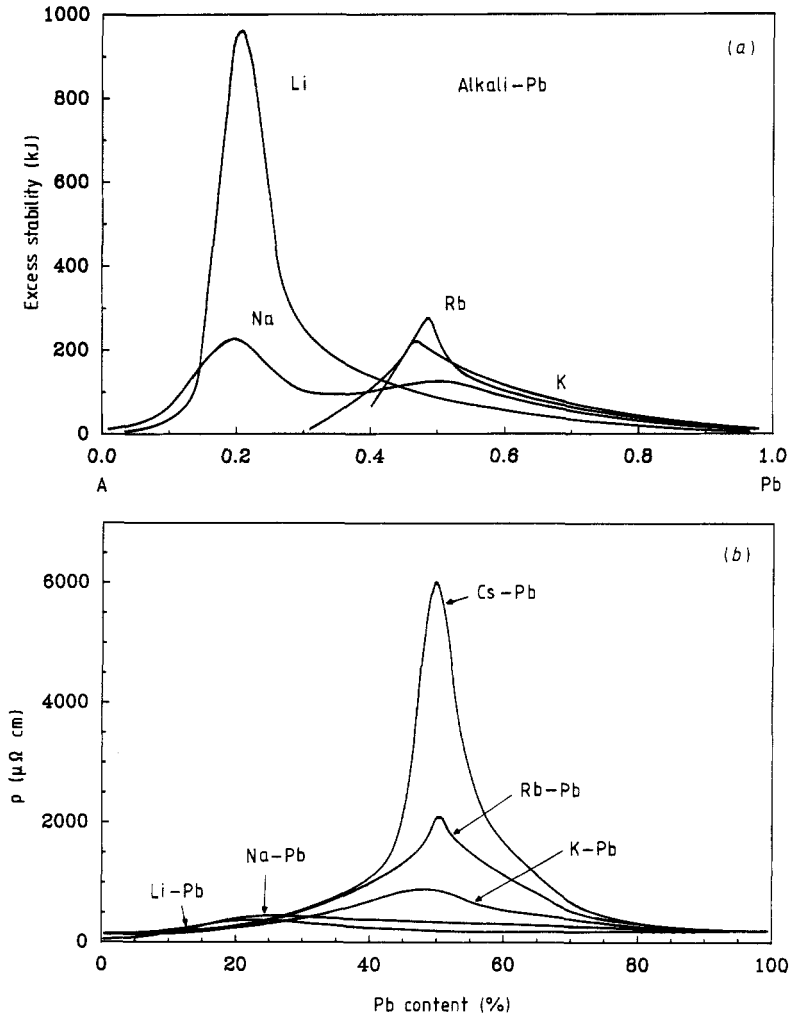 1000
(a)
Li
Alkali-Pb
800
600
400
Rb
Na
200
K
0
Excess stability (kJ)
0.0 0.2 0.4 0.6 0.8 1.0
A Pb
(b)
6000
Cs-Pb
4000
Rb-Pb
2000
K-Pb
Na-Pb
Li-Pb
0
ρ (μΩ cm)
0 20 40 60 80 100
Pb content (%)